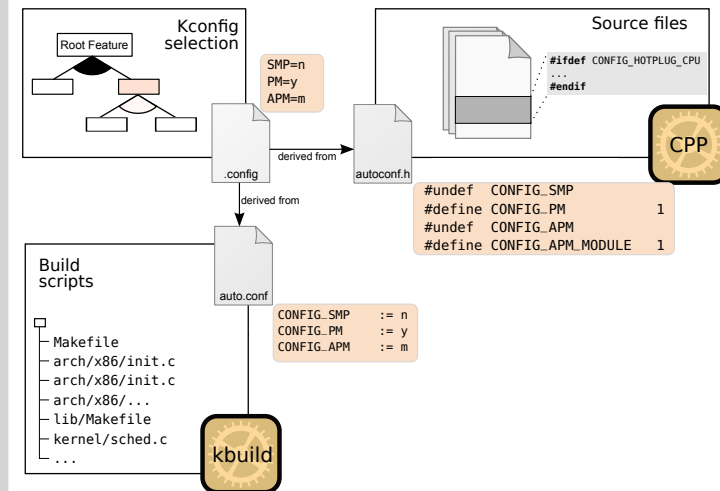 Kconfig
selection
Root Feature
SMP=n
PM=y
APM=m
.config
derived from
Source files
#ifdef CONFIG_HOTPLUG_CPU
...
#endif
autoconf.h
CPP
#undef CONFIG_SMP
#define CONFIG_PM 1
#undef CONFIG_APM
#define CONFIG_APM_MODULE 1
derived from
auto.conf
CONFIG_SMP := n
CONFIG_PM := y
CONFIG_APM := m
Build
scripts
Makefile
arch/x86/init.c
arch/x86/init.c
arch/x86/...
lib/Makefile
kernel/sched.c
...
kbuild